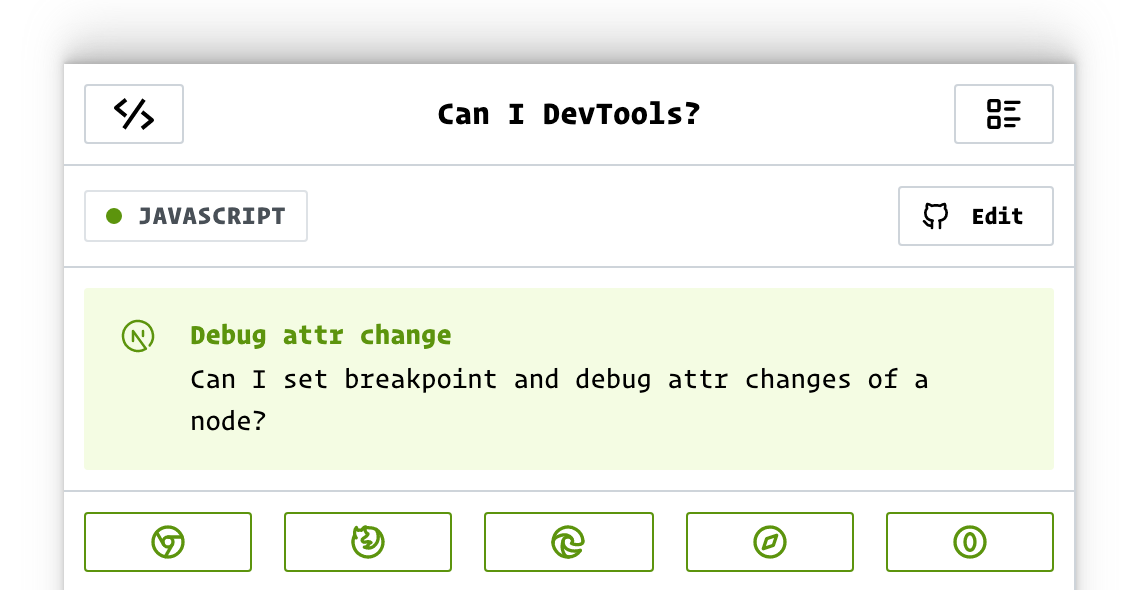 Can I DevTools?
JAVASCRIPT
Edit
Debug attr change
Can I set breakpoint and debug attr changes of a
node?